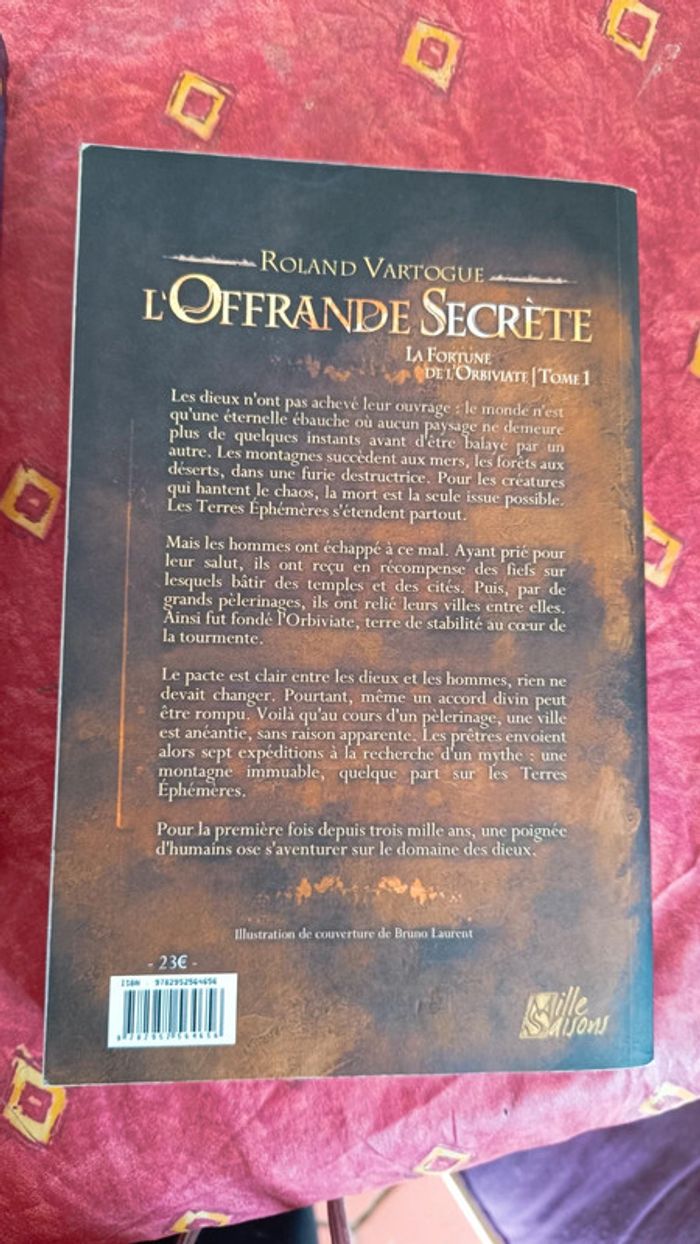 ROLAND VARTOGUE
L'OFFRANDE SECRÈTE
LA FORTUNE
DE L'ORBIVIATE | TOME 1
Les dieux n'ont pas achevé leur ouvrage : le monde n'est
qu'une éternelle ébauche où aucun paysage ne demeure
plus de quelques instants avant d'être balayé par un
autre. Les montagnes succèdent aux mers, les forêts aux
déserts, dans une furie destructrice. Pour les créatures
qui hantent le chaos, la mort est la seule issue possible.
Les Terres Éphémères s'étendent partout.
Mais les hommes ont échappé à ce mal. Ayant prié pour
leur salut, ils ont reçu en récompense des fiefs sur
lesquels bâtir des temples et des cités. Puis, par de
grands pèlerinages, ils ont relié leurs villes entre elles.
Ainsi fut fondé l'Orbiviate, terre de stabilité au cœur de
la tourmente.
Le pacte est clair entre les dieux et les hommes, rien ne
devait changer. Pourtant, même un accord divin peut
être rompu. Voilà qu'au cours d'un pèlerinage, une ville
est anéantie, sans raison apparente. Les prêtres envoient
alors sept expéditions à la recherche d'un mythe : une
montagne immuable, quelque part sur les Terres
Éphémères.
Pour la première fois depuis trois mille ans, une poignée
d'humains ose s'aventurer sur le domaine des dieux.
Illustration de couverture de Bruno Laurent
- 23€ -
ISBN : 9782952564656
9 782952 564656
Mille
Saisons